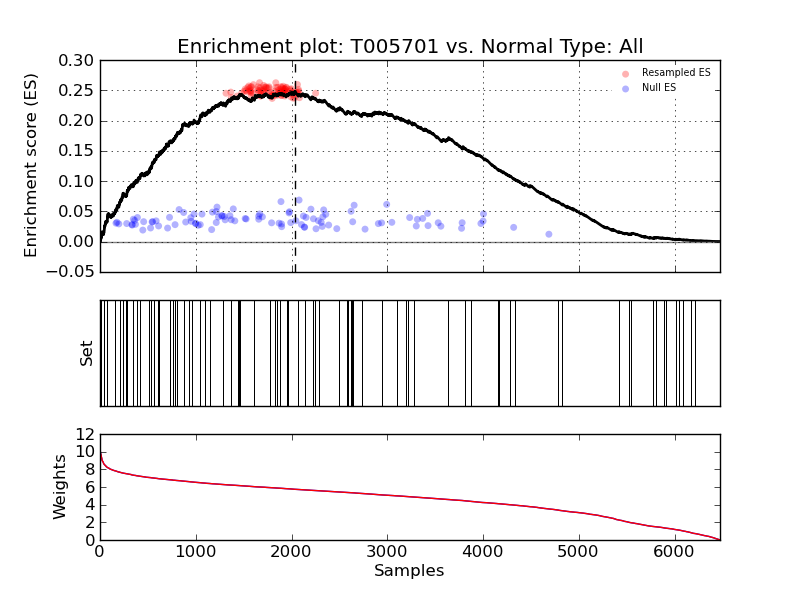 Enrichment plot: T005701 vs. Normal Type: All
Enrichment score (ES)
0.30
0.25
0.20
0.15
0.10
0.05
0.00
−0.05
Resampled ES
Null ES
Set
Weights
12
10
8
6
4
2
0
0 1000 2000 3000 4000 5000 6000
Samples